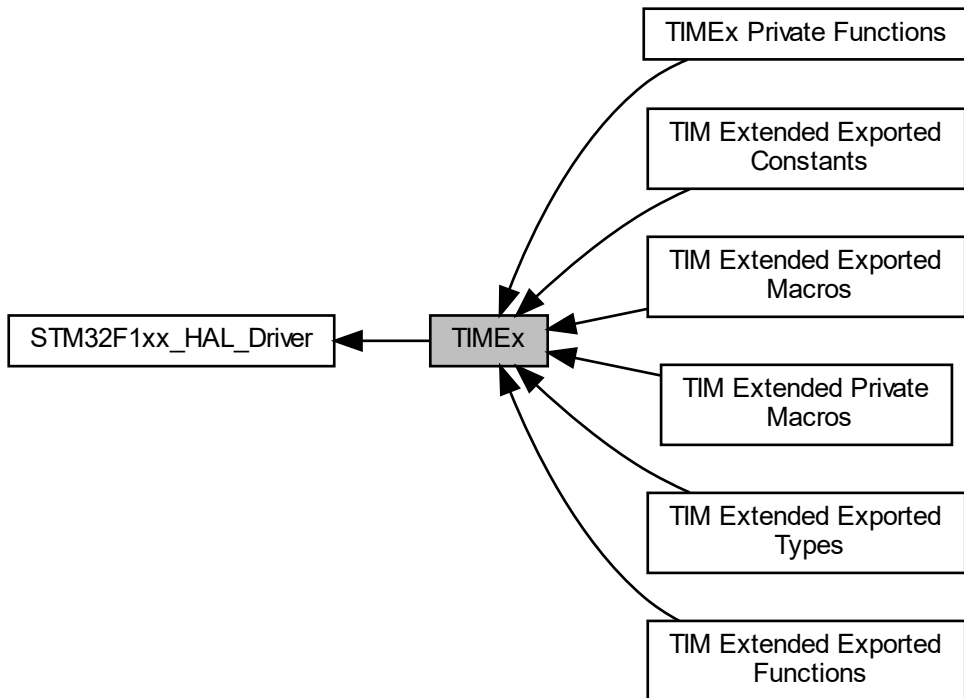 TIMEx Private Functions
TIM Extended Exported
Constants
TIM Extended Exported
Macros
STM32F1xx_HAL_Driver
TIMEx
TIM Extended Private
Macros
TIM Extended Exported
Types
TIM Extended Exported
Functions